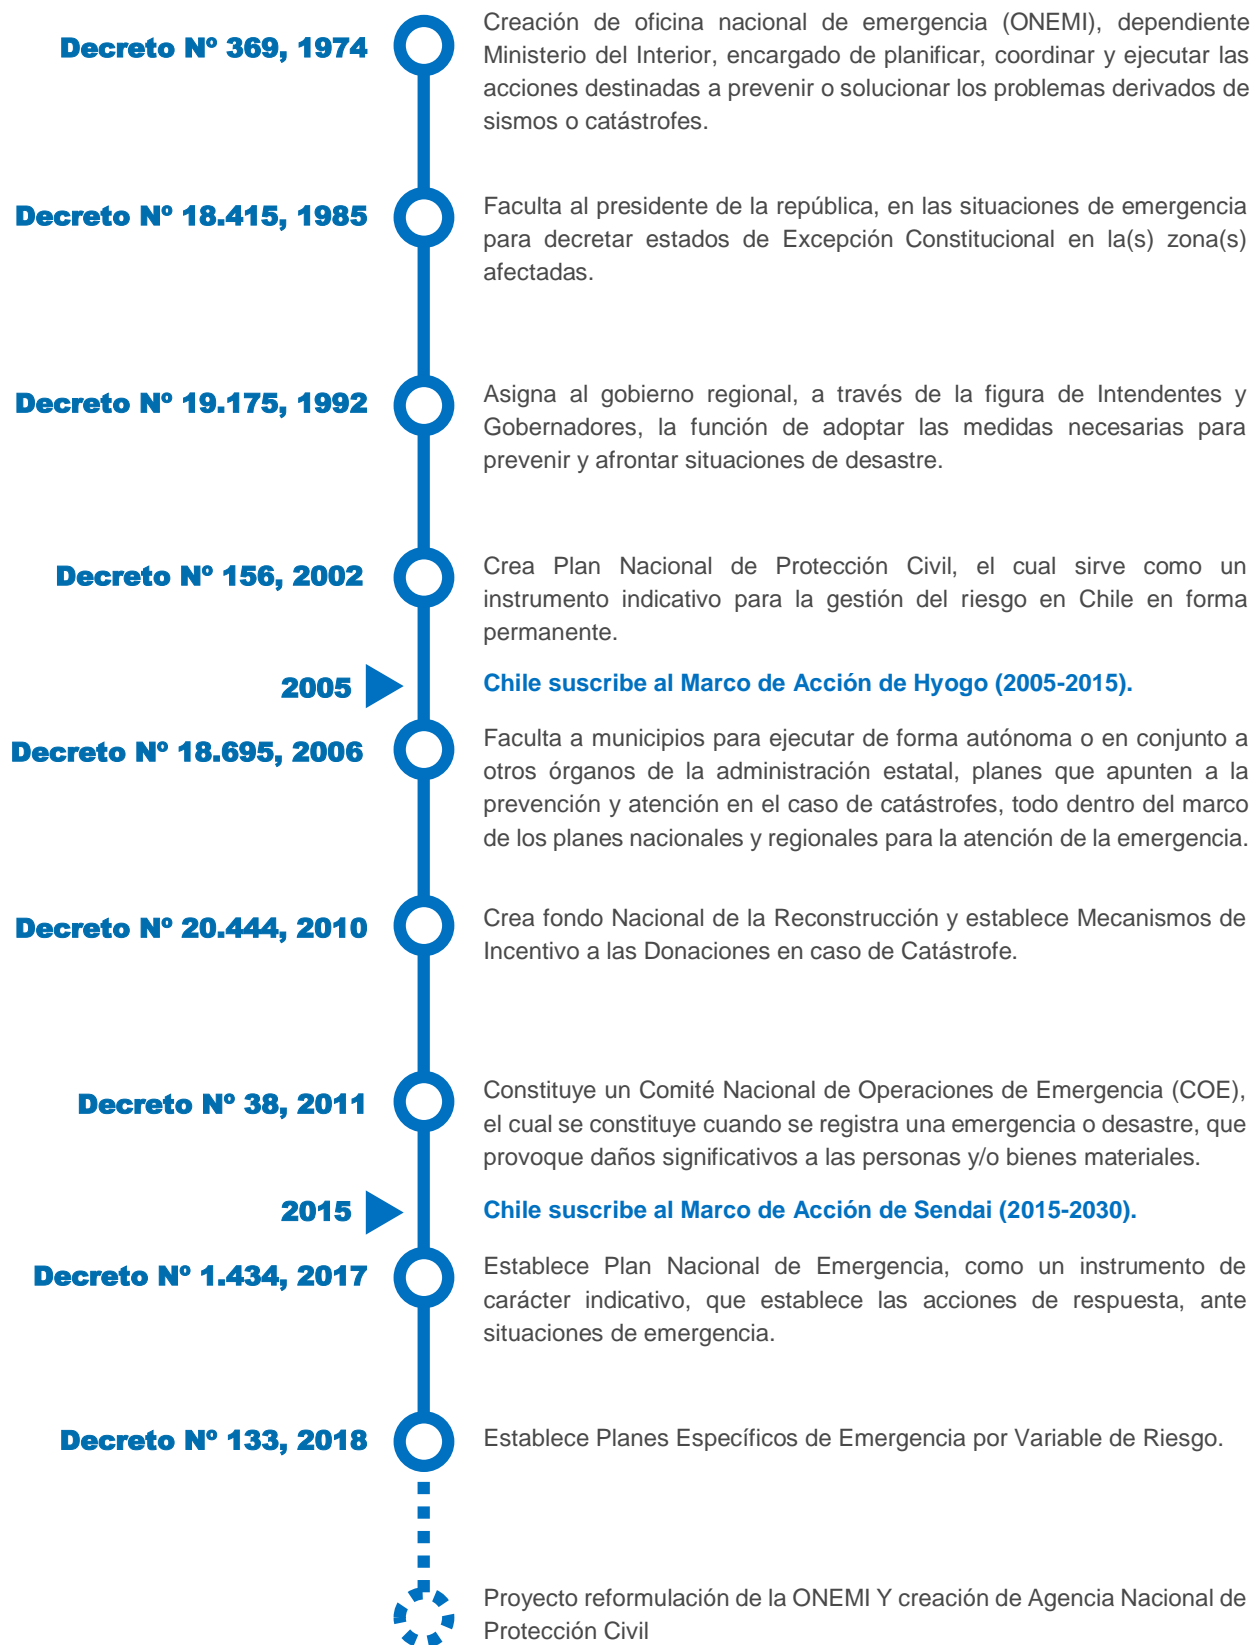 Decreto Nº 369, 1974
Creación de oficina nacional de emergencia (ONEMI), dependiente
Ministerio del Interior, encargado de planificar, coordinar y ejecutar las
acciones destinadas a prevenir o solucionar los problemas derivados de
sismos o catástrofes.
Decreto Nº 18.415, 1985
Faculta al presidente de la república, en las situaciones de emergencia
para decretar estados de Excepción Constitucional en la(s) zona(s)
afectadas.
Decreto Nº 19.175, 1992
Asigna al gobierno regional, a través de la figura de Intendentes y
Gobernadores, la función de adoptar las medidas necesarias para
prevenir y afrontar situaciones de desastre.
Decreto Nº 156, 2002
Crea Plan Nacional de Protección Civil, el cual sirve como un
instrumento indicativo para la gestión del riesgo en Chile en forma
permanente.
2005
Chile suscribe al Marco de Acción de Hyogo (2005-2015).
Decreto Nº 18.695, 2006
Faculta a municipios para ejecutar de forma autónoma o en conjunto a
otros órganos de la administración estatal, planes que apunten a la
prevención y atención en el caso de catástrofes, todo dentro del marco
de los planes nacionales y regionales para la atención de la emergencia.
Decreto Nº 20.444, 2010
Crea fondo Nacional de la Reconstrucción y establece Mecanismos de
Incentivo a las Donaciones en caso de Catástrofe.
Decreto Nº 38, 2011
Constituye un Comité Nacional de Operaciones de Emergencia (COE),
el cual se constituye cuando se registra una emergencia o desastre, que
provoque daños significativos a las personas y/o bienes materiales.
2015
Chile suscribe al Marco de Acción de Sendai (2015-2030).
Decreto Nº 1.434, 2017
Establece Plan Nacional de Emergencia, como un instrumento de
carácter indicativo, que establece las acciones de respuesta, ante
situaciones de emergencia.
Decreto Nº 133, 2018
Establece Planes Específicos de Emergencia por Variable de Riesgo.
Proyecto reformulación de la ONEMI Y creación de Agencia Nacional de
Protección Civil